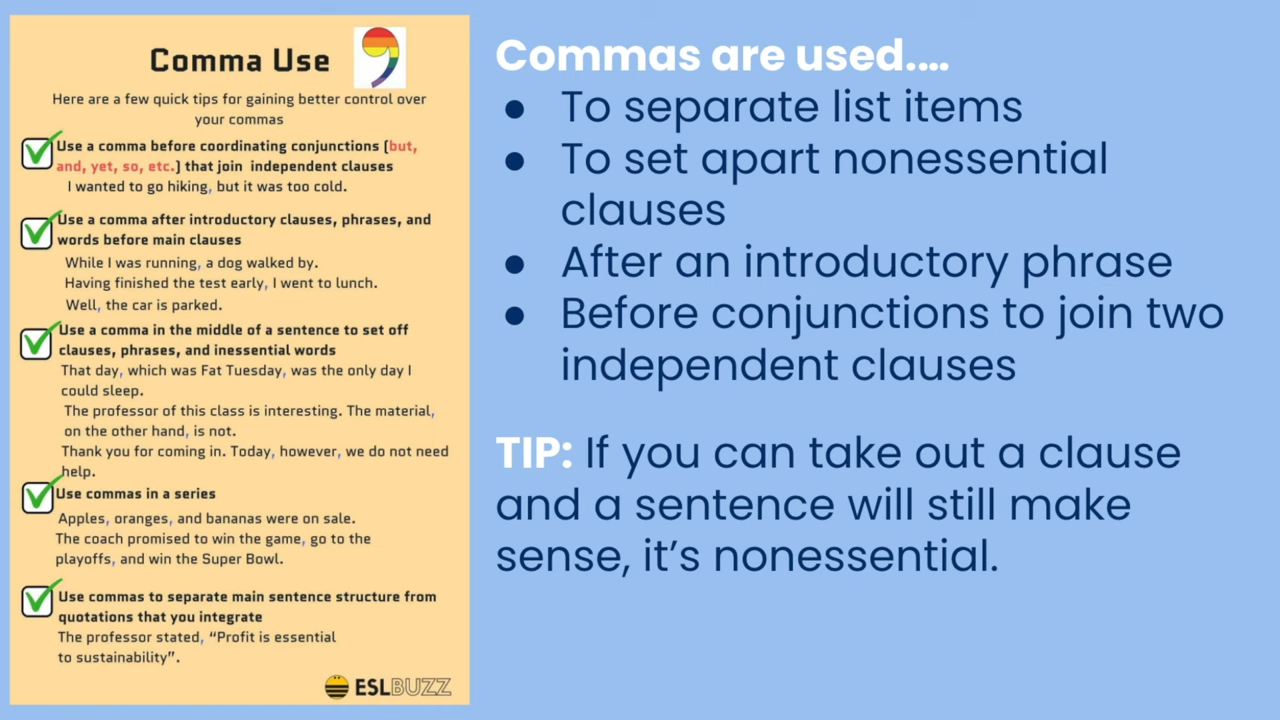 Comma Use
Here are a few quick tips for gaining better control over
your commas
Use a comma before coordinating conjunctions [but,
and, yet, so, etc.] that join independent clauses
I wanted to go hiking, but it was too cold.
Use a comma after introductory clauses, phrases, and
words before main clauses
While I was running, a dog walked by.
Having finished the test early, I went to lunch.
Well, the car is parked.
Use a comma in the middle of a sentence to set off
clauses, phrases, and inessential words
That day, which was Fat Tuesday, was the only day I
could sleep.
The professor of this class is interesting. The material,
on the other hand, is not.
Thank you for coming in. Today, however, we do not need
help.
Use commas in a series
Apples, oranges, and bananas were on sale.
The coach promised to win the game, go to the
playoffs, and win the Super Bowl.
Use commas to separate main sentence structure from
quotations that you integrate
The professor stated, “Profit is essential
to sustainability”.
ESLBUZZ
Commas are used....
● To separate list items
● To set apart nonessential
clauses
● After an introductory phrase
● Before conjunctions to join two
independent clauses
TIP: If you can take out a clause
and a sentence will still make
sense, it’s nonessential.